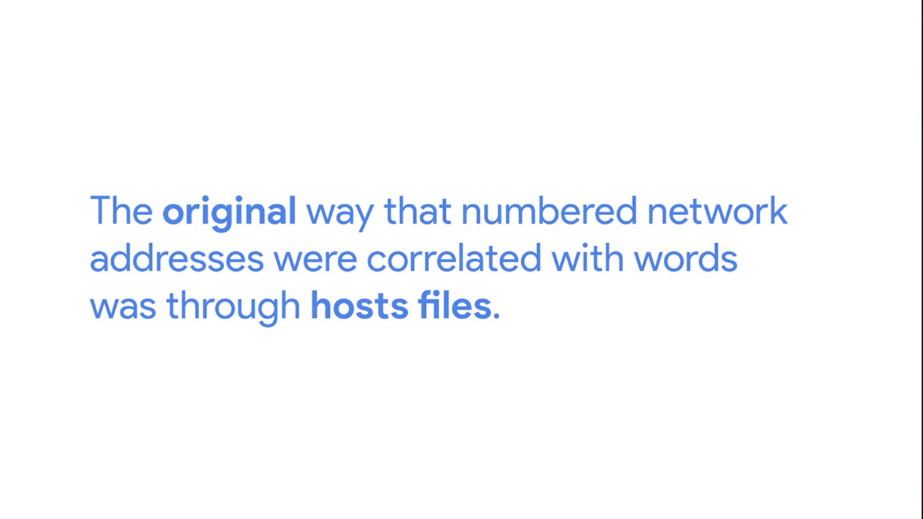 The original way that numbered network
addresses were correlated with words
was through hosts files.